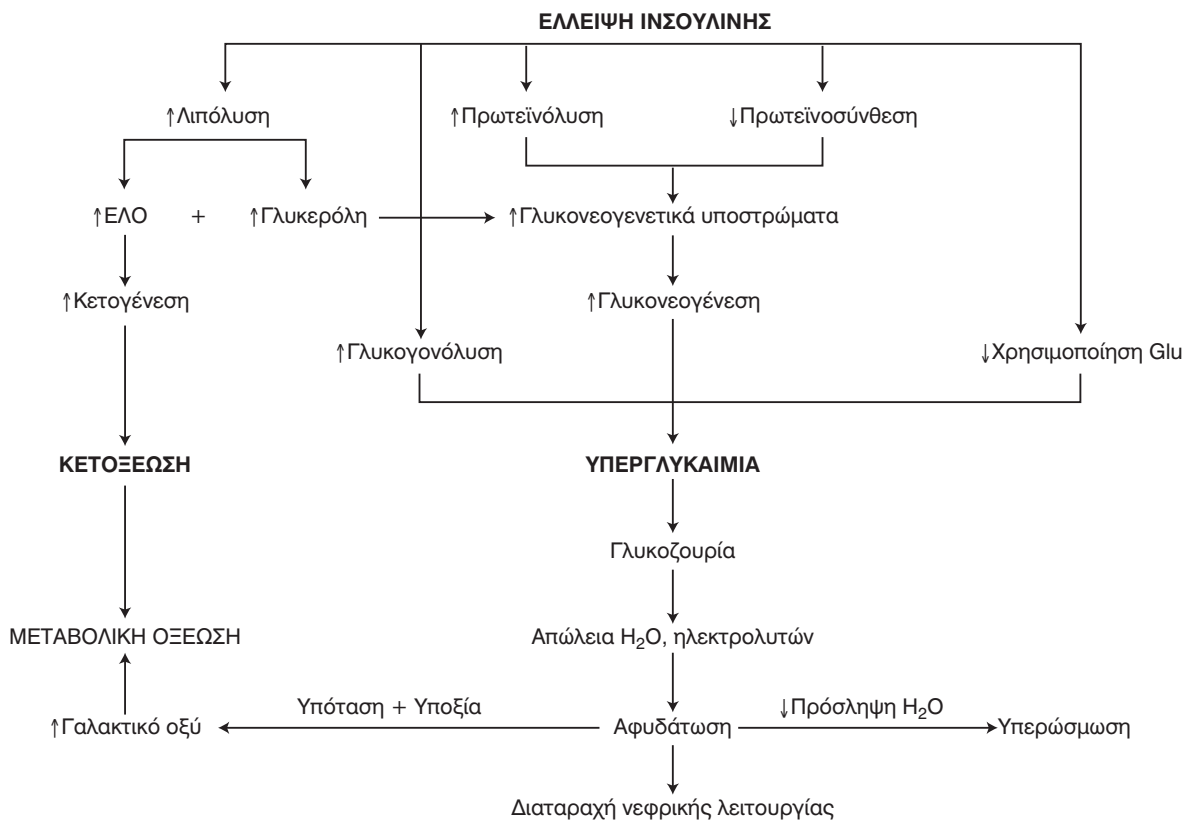 ΕΛΛΕΙΨΗ ΙΝΣΟΥΛΙΝΗΣ
↑Λιπόλυση ↑Πρωτεϊνόλυση ↓Πρωτεϊνοσύνθεση
↑ΕΛΟ + ↑Γλυκερόλη ↑Γλυκονεογενετικά υποστρώματα
↑Κετογένεση ↑Γλυκονεογένεση
↑Γλυκογονόλυση ↓Χρησιμοποίηση Glu
ΚΕΤΟΞΕΩΣΗ ΥΠΕΡΓΛΥΚΑΙΜΙΑ
Γλυκοζουρία
ΜΕΤΑΒΟΛΙΚΗ ΟΞΕΩΣΗ Απώλεια H₂O, ηλεκτρολυτών
Υπόταση + Υποξία ↓Πρόσληψη H₂O
↑Γαλακτικό οξύ Αφυδάτωση Υπερώσμωση
Διαταραχή νεφρικής λειτουργίας